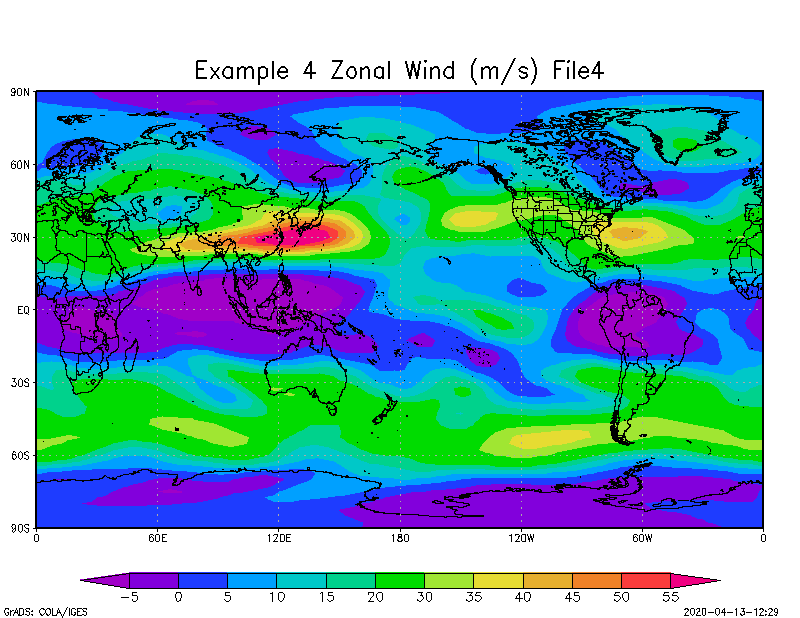 Example 4 Zonal Wind (m/s) File4
90N
60N
30N
EQ
30S
60S
90S
0 60E 120E 180 120W 60W 0
-5 0 5 10 15 20 30 35 40 45 50 55
GrADS: COLA/IGES 2020-04-13-12:29